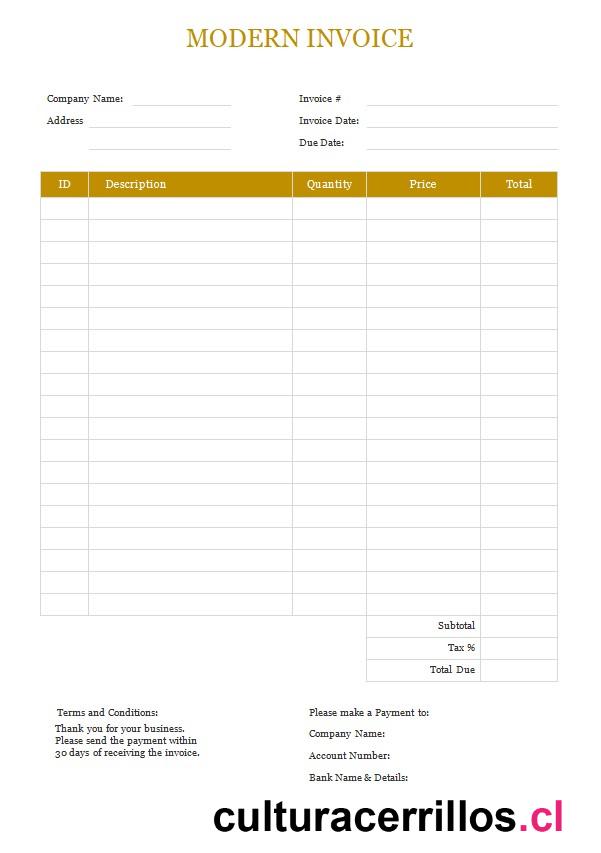 MODERN INVOICE
Company Name:
Invoice #
Address
Invoice Date:
Due Date:
ID Description Quantity Price Total
Subtotal
Tax %
Total Due
Terms and Conditions:
Thank you for your business.
Please send the payment within
30 days of receiving the invoice.
Please make a Payment to:
Company Name:
Account Number:
Bank Name & Details:
culturacerrillos.cl